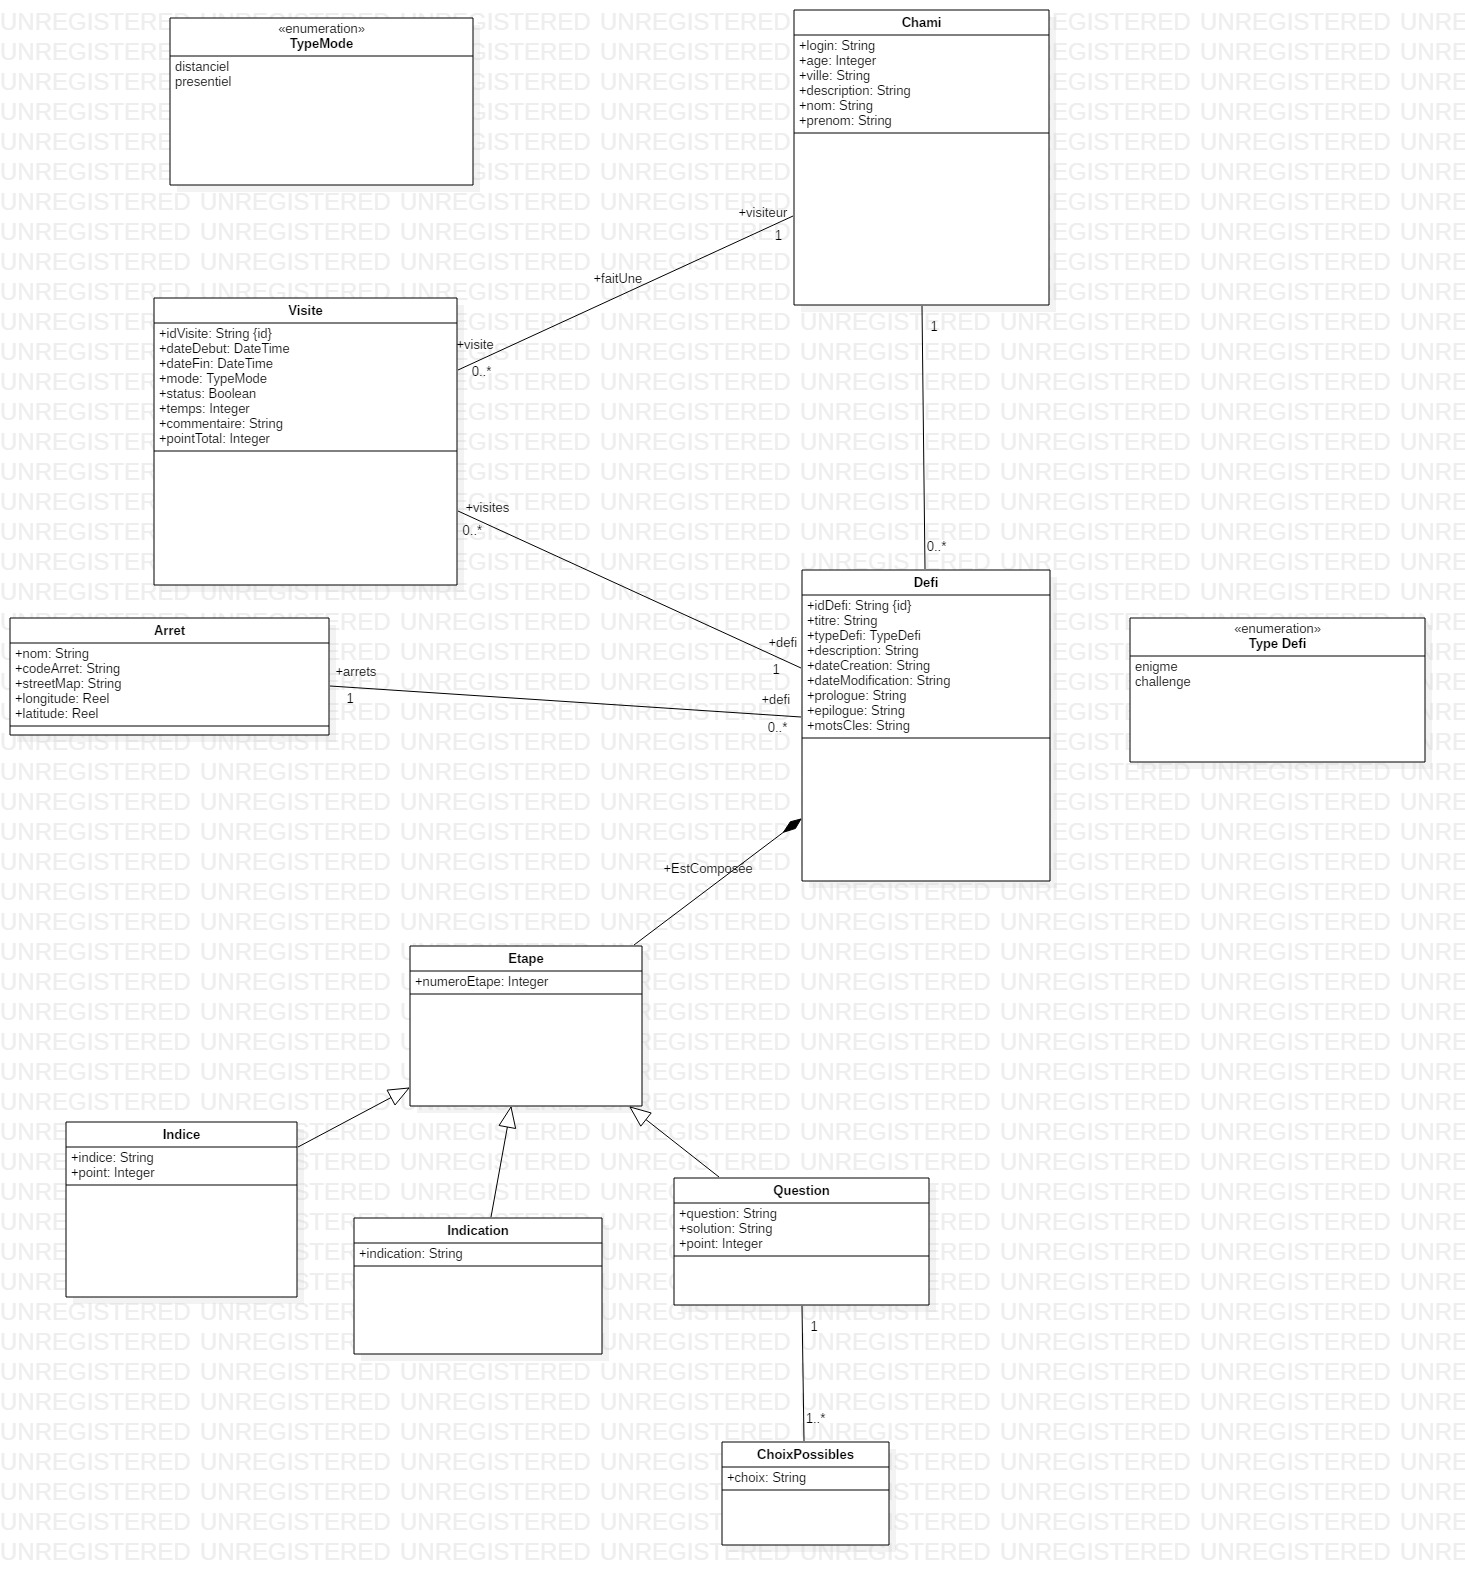 «enumeration»
TypeMode
distanciel
presentiel
Chami
+login: String
+age: Integer
+ville: String
+description: String
+nom: String
+prenom: String
+visiteur
1
+faitUne
+visite
0..*
Visite
+idVisite: String {id}
+dateDebut: DateTime
+dateFin: DateTime
+mode: TypeMode
+status: Boolean
+temps: Integer
+commentaire: String
+pointTotal: Integer
1
0..*
+visites
0..*
+defi
1
Arret
+nom: String
+codeArret: String
+streetMap: String
+longitude: Reel
+latitude: Reel
+arrets
1
+defi
0..*
Defi
+idDefi: String {id}
+titre: String
+typeDefi: TypeDefi
+description: String
+dateCreation: String
+dateModification: String
+prologue: String
+epilogue: String
+motsCles: String
«enumeration»
Type Defi
enigme
challenge
+EstComposee
Etape
+numeroEtape: Integer
Indice
+indice: String
+point: Integer
Indication
+indication: String
Question
+question: String
+solution: String
+point: Integer
1
1..*
ChoixPossibles
+choix: String
UNREGISTERED